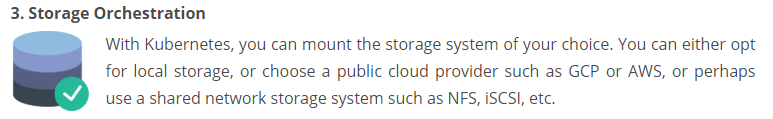 3. Storage Orchestration
With Kubernetes, you can mount the storage system of your choice. You can either opt
for local storage, or choose a public cloud provider such as GCP or AWS, or perhaps
use a shared network storage system such as NFS, iSCSI, etc.